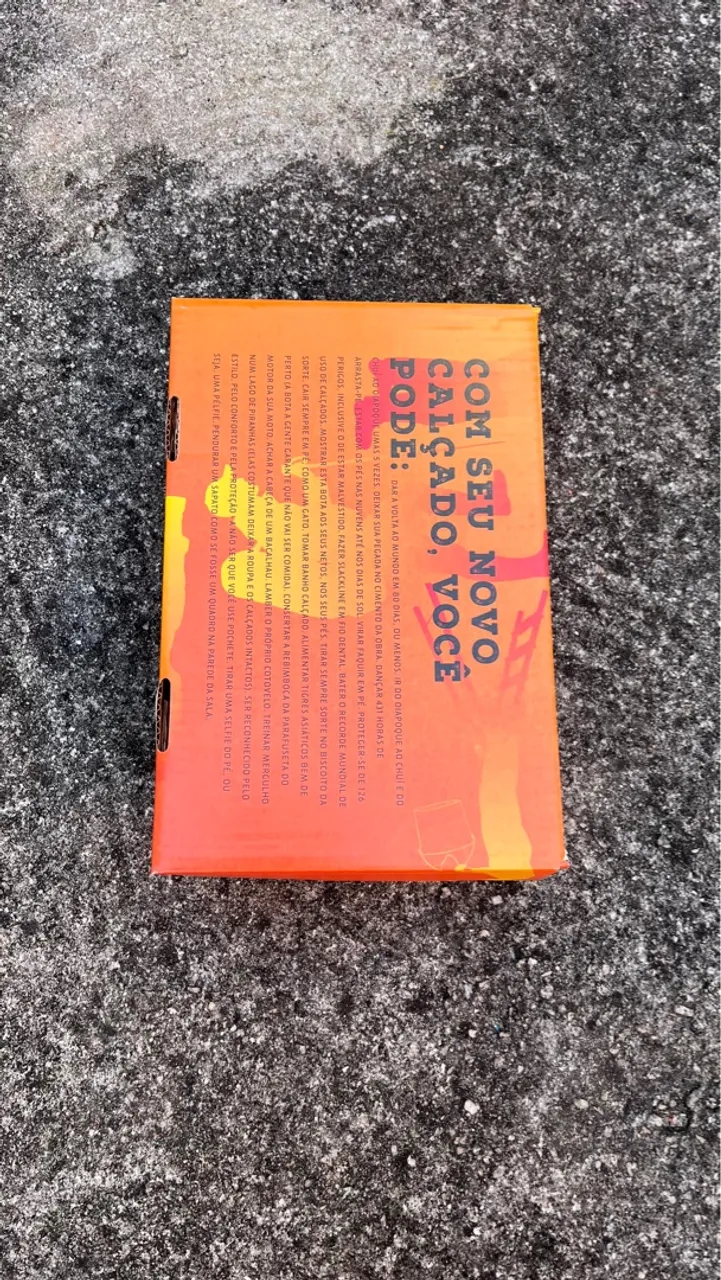 COM SEU NOVO
CALÇADO, VOCÊ
PODE: DAR A VOLTA AO MUNDO EM 80 DIAS, OU MENOS. IR DO OIAPOQUE AO CHUÍ E DO
CHUÍ AO OIAPOQUE UMAS 5 VEZES. DEIXAR SUA PEGADA NO CIMENTO DA OBRA. DANÇAR 431 HORAS DE
ARRASTA-PÉ. ESTAR COM OS PÉS NAS NUVENS ATÉ NOS DIAS DE SOL. VIRAR FAQUIR EM PÉ. PROTEGER-SE DE 126
PERIGOS, INCLUSIVE O DE ESTAR MALVESTIDO. FAZER SLACKLINE EM FIO DENTAL. BATER O RECORDE MUNDIAL DE
USO DE CALÇADOS. MOSTRAR ESTA BOTA AOS SEUS NETOS, NOS SEUS PÉS. TIRAR SEMPRE SORTE NO BISCOITO DA
SORTE. CAIR SEMPRE EM PÉ, COMO UM GATO. TOMAR BANHO CALÇADO. ALIMENTAR TIGRES ASIÁTICOS BEM DE
PERTO (A BOTA A GENTE GARANTE QUE NÃO VAI SER COMIDA). CONSERTAR A REBIMBOCA DA PARAFUSETA DO
MOTOR DA SUA MOTO. ACHAR A CABEÇA DE UM BACALHAU. LAMBER O PRÓPRIO COTOVELO. TREINAR MERGULHO
NUM LAGO DE PIRANHAS (ELAS COSTUMAM DEIXAR A ROUPA E OS CALÇADOS INTACTOS). SER RECONHECIDO PELO
ESTILO, PELO CONFORTO E PELA PROTEÇÃO - A NÃO SER QUE VOCÊ USE POCHETE. TIRAR UMA SELFIE DO PÉ, OU
SEJA, UMA PÉLFIE. PENDURAR UM SAPATO COMO SE FOSSE UM QUADRO NA PAREDE DA SALA.